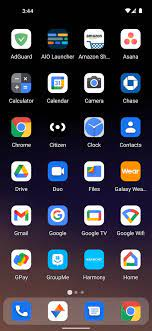 3:44
AdGuard AIO Launcher Amazon Sh... Asana
Calculator Calendar Camera Chase
Chrome Citizen Clock Contacts
Drive Duo Files Galaxy Wea...
Gmail Google Google TV Google Wifi
GPay GroupMe Harmony Home